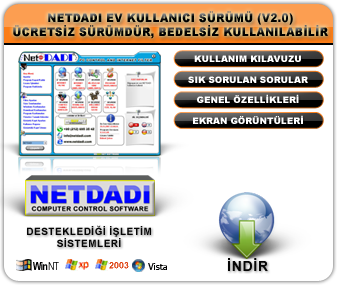 NETDADI EV KULLANICI SÜRÜMÜ (V2.0)
ÜCRETSİZ SÜRÜMDÜR, BEDELSİZ KULLANILABİLİR
NetDADI
KULLANIM KILAVUZU
SIK SORULAN SORULAR
GENEL ÖZELLİKLERİ
EKRAN GÖRÜNTÜLERİ
NETDADI
COMPUTER CONTROL SOFTWARE
DESTEKLEDİĞİ İŞLETİM
SİSTEMLERİ
WinNT xp 2003 Vista
İNDİR